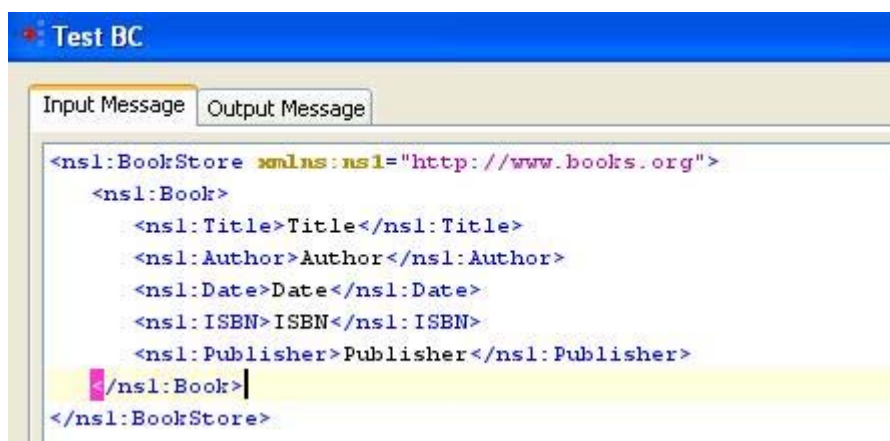 Test BC
Input Message Output Message
<ns1:BookStore xmlns:ns1="http://www.books.org">
<ns1:Book>
<ns1:Title>Title</ns1:Title>
<ns1:Author>Author</ns1:Author>
<ns1:Date>Date</ns1:Date>
<ns1:ISBN>ISBN</ns1:ISBN>
<ns1:Publisher>Publisher</ns1:Publisher>
</ns1:Book>
</ns1:BookStore>